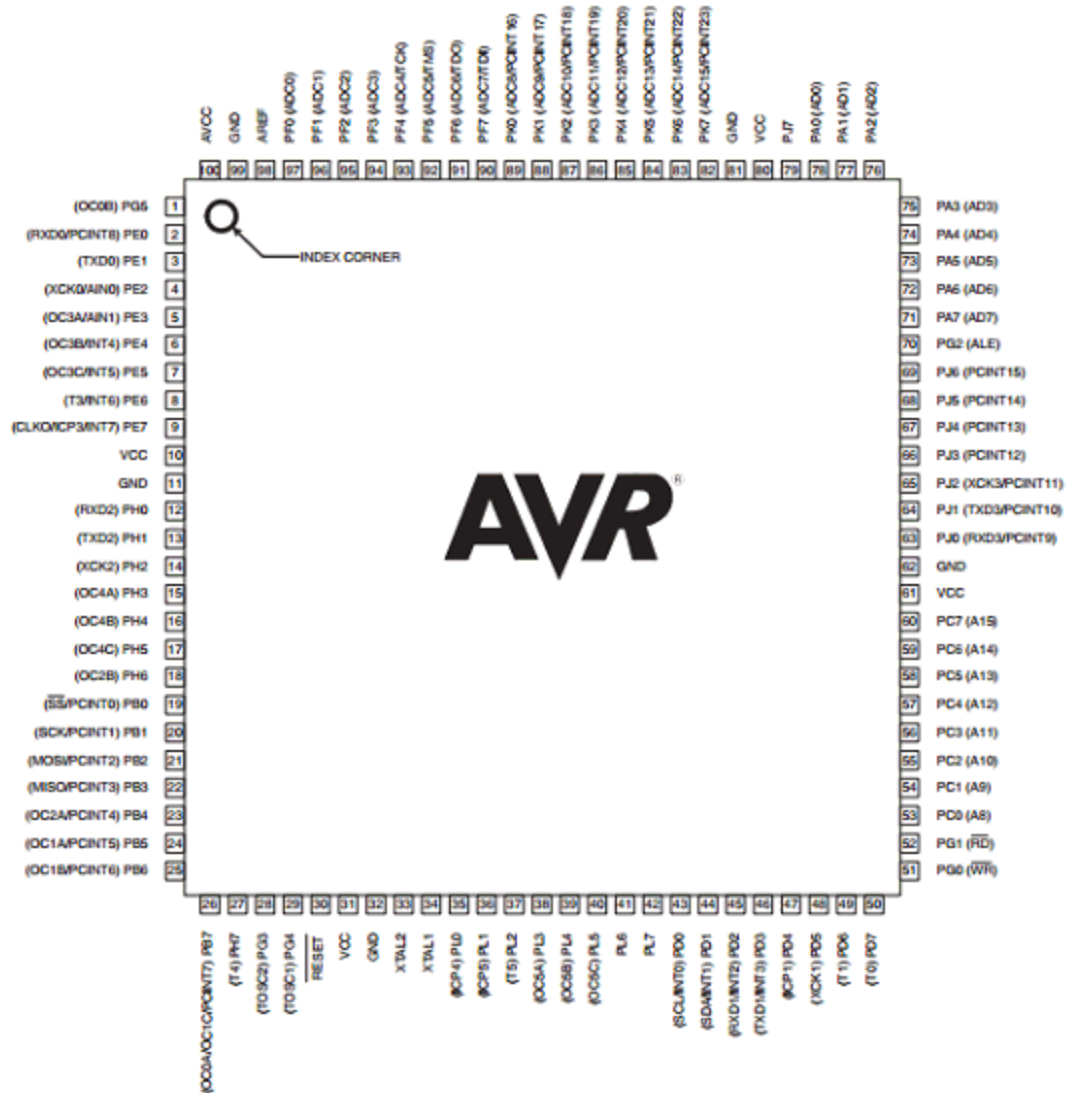 AVCC
GND
AREF
PF0 (ADC0)
PF1 (ADC1)
PF2 (ADC2)
PF3 (ADC3)
PF4 (ADC4/TCK)
PF5 (ADC5/TMS)
PF6 (ADC6/TDO)
PF7 (ADC7/TDI)
PK0 (ADC8/PCINT16)
PK1 (ADC9/PCINT17)
PK2 (ADC10/PCINT18)
PK3 (ADC11/PCINT19)
PK4 (ADC12/PCINT20)
PK5 (ADC13/PCINT21)
PK6 (ADC14/PCINT22)
PK7 (ADC15/PCINT23)
GND
VCC
PJ7
PA0 (AD0)
PA1 (AD1)
PA2 (AD2)
100 99 98 97 96 95 94 93 92 91 90 89 88 87 86 85 84 83 82 81 80 79 78 77 76
(OC0B) PG5 1
(RXD0/PCINT8) PE0 2
(TXD0) PE1 3
(XCK0/AIN0) PE2 4
(OC3A/AIN1) PE3 5
(OC3B/INT4) PE4 6
(OC3C/INT5) PE5 7
(T3/INT6) PE6 8
(CLKO/ICP3/INT7) PE7 9
VCC 10
GND 11
(RXD2) PH0 12
(TXD2) PH1 13
(XCK2) PH2 14
(OC4A) PH3 15
(OC4B) PH4 16
(OC4C) PH5 17
(OC2B) PH6 18
(SS/PCINT0) PB0 19
(SCK/PCINT1) PB1 20
(MOSI/PCINT2) PB2 21
(MISO/PCINT3) PB3 22
(OC2A/PCINT4) PB4 23
(OC1A/PCINT5) PB5 24
(OC1B/PCINT6) PB6 25
INDEX CORNER
AVR®
75 PA3 (AD3)
74 PA4 (AD4)
73 PA5 (AD5)
72 PA6 (AD6)
71 PA7 (AD7)
70 PG2 (ALE)
69 PJ6 (PCINT15)
68 PJ5 (PCINT14)
67 PJ4 (PCINT13)
66 PJ3 (PCINT12)
65 PJ2 (XCK3/PCINT11)
64 PJ1 (TXD3/PCINT10)
63 PJ0 (RXD3/PCINT9)
62 GND
61 VCC
60 PC7 (A15)
59 PC6 (A14)
58 PC5 (A13)
57 PC4 (A12)
56 PC3 (A11)
55 PC2 (A10)
54 PC1 (A9)
53 PC0 (A8)
52 PG1 (RD)
51 PG0 (WR)
26 27 28 29 30 31 32 33 34 35 36 37 38 39 40 41 42 43 44 45 46 47 48 49 50
(OC0A/OC1C/PCINT7) PB7
(T4) PH7
(TOSC2) PG3
(TOSC1) PG4
RESET
VCC
GND
XTAL2
XTAL1
(ICP4) PL0
(ICP5) PL1
(T5) PL2
(OC5A) PL3
(OC5B) PL4
(OC5C) PL5
PL6
PL7
(SCL/INT0) PD0
(SDA/INT1) PD1
(RXD1/INT2) PD2
(TXD1/INT3) PD3
(ICP1) PD4
(XCK1) PD5
(T1) PD6
(T0) PD7